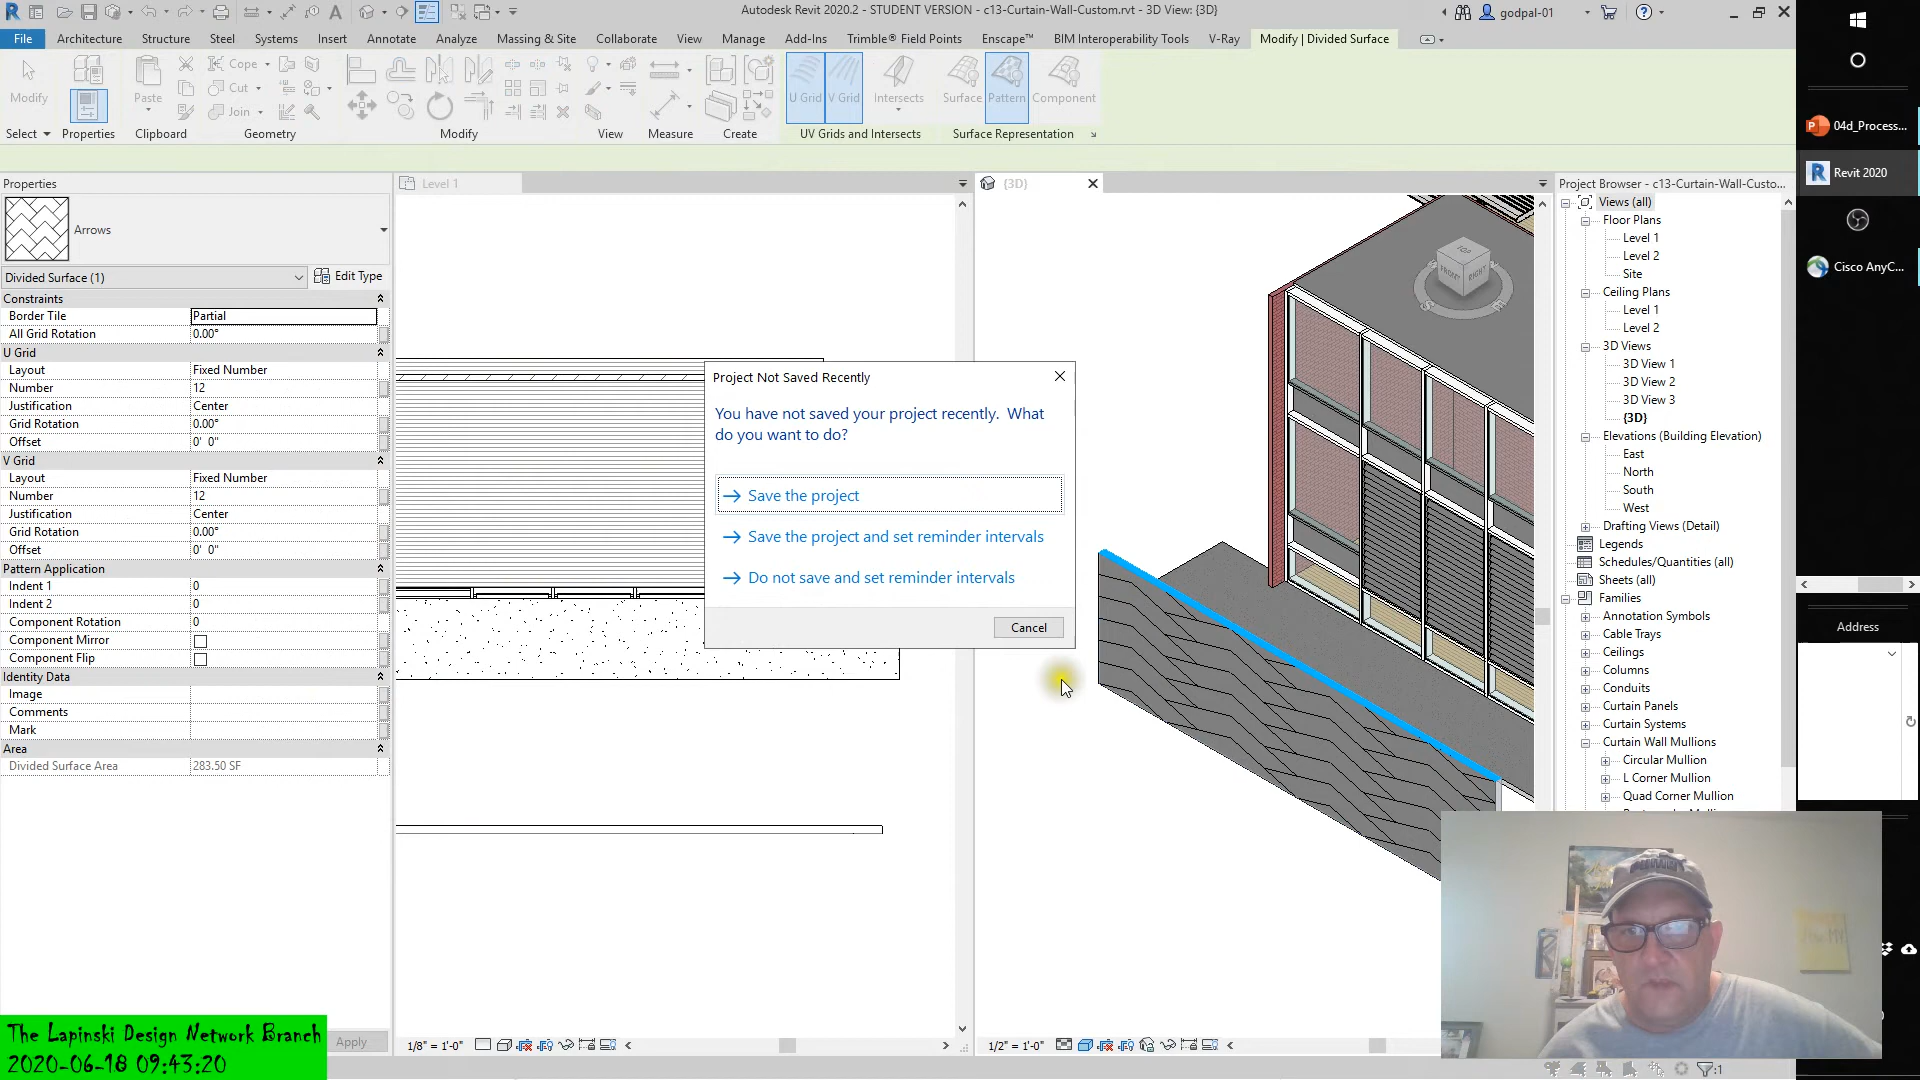 Autodesk Revit 2020.2 - STUDENT VERSION - c13-Curtain-Wall-Custom.rvt - 3D View: {3D}
godpal-01
File Architecture Structure Steel Systems Insert Annotate Analyze Massing & Site Collaborate View Manage Add-Ins Trimble® Field Points Enscape™ BIM Interoperability Tools V-Ray Modify | Divided Surface
Modify
Paste
Cope
Cut
Join
U Grid V Grid Intersects Surface Pattern Component
Select Properties Clipboard Geometry Modify View Measure Create UV Grids and Intersects Surface Representation
Properties
Arrows
Divided Surface (1) Edit Type
Constraints
Border Tile Partial
All Grid Rotation 0.00°
U Grid
Layout Fixed Number
Number 12
Justification Center
Grid Rotation 0.00°
Offset 0' 0"
V Grid
Layout Fixed Number
Number 12
Justification Center
Grid Rotation 0.00°
Offset 0' 0"
Pattern Application
Indent 1 0
Indent 2 0
Component Rotation 0
Component Mirror
Component Flip
Identity Data
Image
Comments
Mark
Area
Divided Surface Area 283.50 SF
Apply
Level 1
{3D}
TOP
FRONT RIGHT
Project Not Saved Recently
You have not saved your project recently. What
do you want to do?
Save the project
Save the project and set reminder intervals
Do not save and set reminder intervals
Cancel
1/8" = 1'-0"
1/2" = 1'-0"
:1
Project Browser - c13-Curtain-Wall-Custo...
Views (all)
Floor Plans
Level 1
Level 2
Site
Ceiling Plans
Level 1
Level 2
3D Views
3D View 1
3D View 2
3D View 3
{3D}
Elevations (Building Elevation)
East
North
South
West
Drafting Views (Detail)
Legends
Schedules/Quantities (all)
Sheets (all)
Families
Annotation Symbols
Cable Trays
Ceilings
Columns
Conduits
Curtain Panels
Curtain Systems
Curtain Wall Mullions
Circular Mullion
L Corner Mullion
Quad Corner Mullion
04d_Process...
Revit 2020
Cisco AnyC...
Address
The Lapinski Design Network Branch
2020-06-18 09:43:20